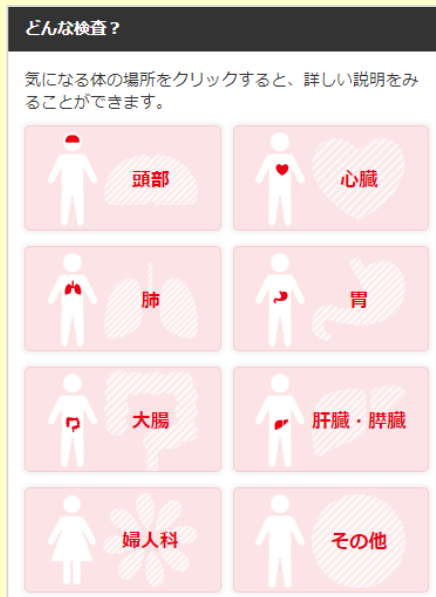 どんな検査？
気になる体の場所をクリックすると、詳しい説明をみ
ることができます。
頭部
心臓
肺
胃
大腸
肝臓・膵臓
婦人科
その他